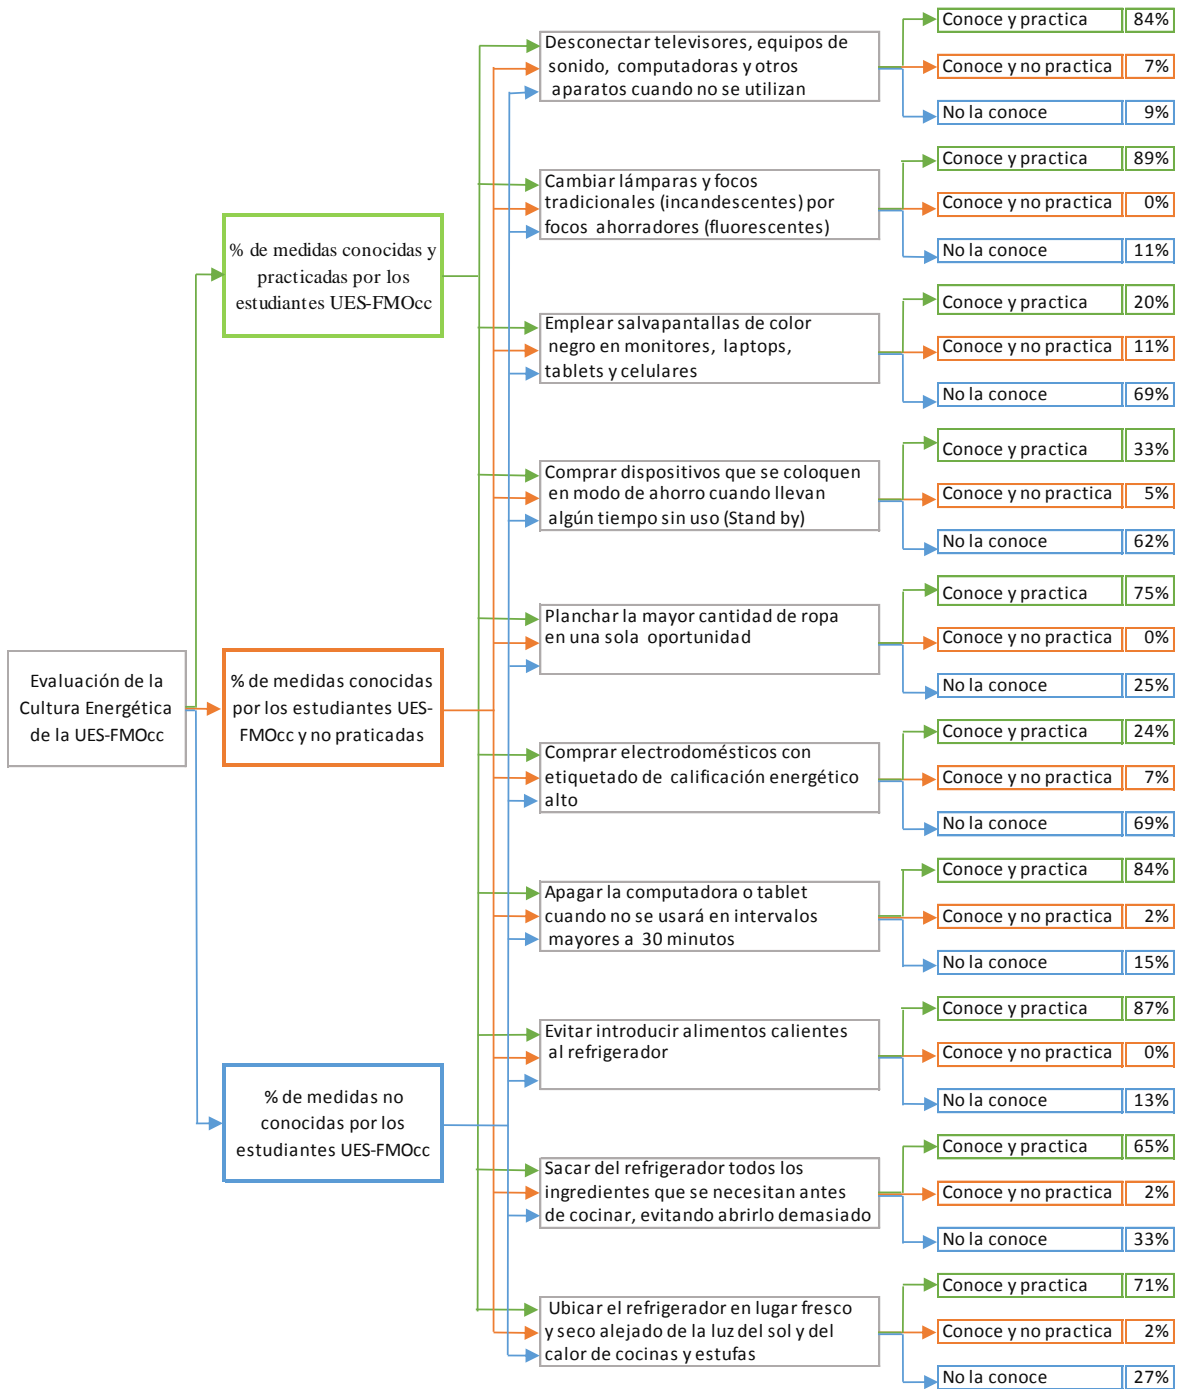 Evaluación de la
Cultura Energética
de la UES-FMOcc
% de medidas conocidas y
practicadas por los
estudiantes UES-FMOcc
% de medidas conocidas
por los estudiantes UES-
FMOcc y no praticadas
% de medidas no
conocidas por los
estudiantes UES-FMOcc
Desconectar televisores, equipos de
sonido, computadoras y otros
aparatos cuando no se utilizan
Conoce y practica 84%
Conoce y no practica 7%
No la conoce 9%
Cambiar lámparas y focos
tradicionales (incandescentes) por
focos ahorradores (fluorescentes)
Conoce y practica 89%
Conoce y no practica 0%
No la conoce 11%
Emplear salvapantallas de color
negro en monitores, laptops,
tablets y celulares
Conoce y practica 20%
Conoce y no practica 11%
No la conoce 69%
Comprar dispositivos que se coloquen
en modo de ahorro cuando llevan
algún tiempo sin uso (Stand by)
Conoce y practica 33%
Conoce y no practica 5%
No la conoce 62%
Planchar la mayor cantidad de ropa
en una sola oportunidad
Conoce y practica 75%
Conoce y no practica 0%
No la conoce 25%
Comprar electrodomésticos con
etiquetado de calificación energético
alto
Conoce y practica 24%
Conoce y no practica 7%
No la conoce 69%
Apagar la computadora o tablet
cuando no se usará en intervalos
mayores a 30 minutos
Conoce y practica 84%
Conoce y no practica 2%
No la conoce 15%
Evitar introducir alimentos calientes
al refrigerador
Conoce y practica 87%
Conoce y no practica 0%
No la conoce 13%
Sacar del refrigerador todos los
ingredientes que se necesitan antes
de cocinar, evitando abrirlo demasiado
Conoce y practica 65%
Conoce y no practica 2%
No la conoce 33%
Ubicar el refrigerador en lugar fresco
y seco alejado de la luz del sol y del
calor de cocinas y estufas
Conoce y practica 71%
Conoce y no practica 2%
No la conoce 27%